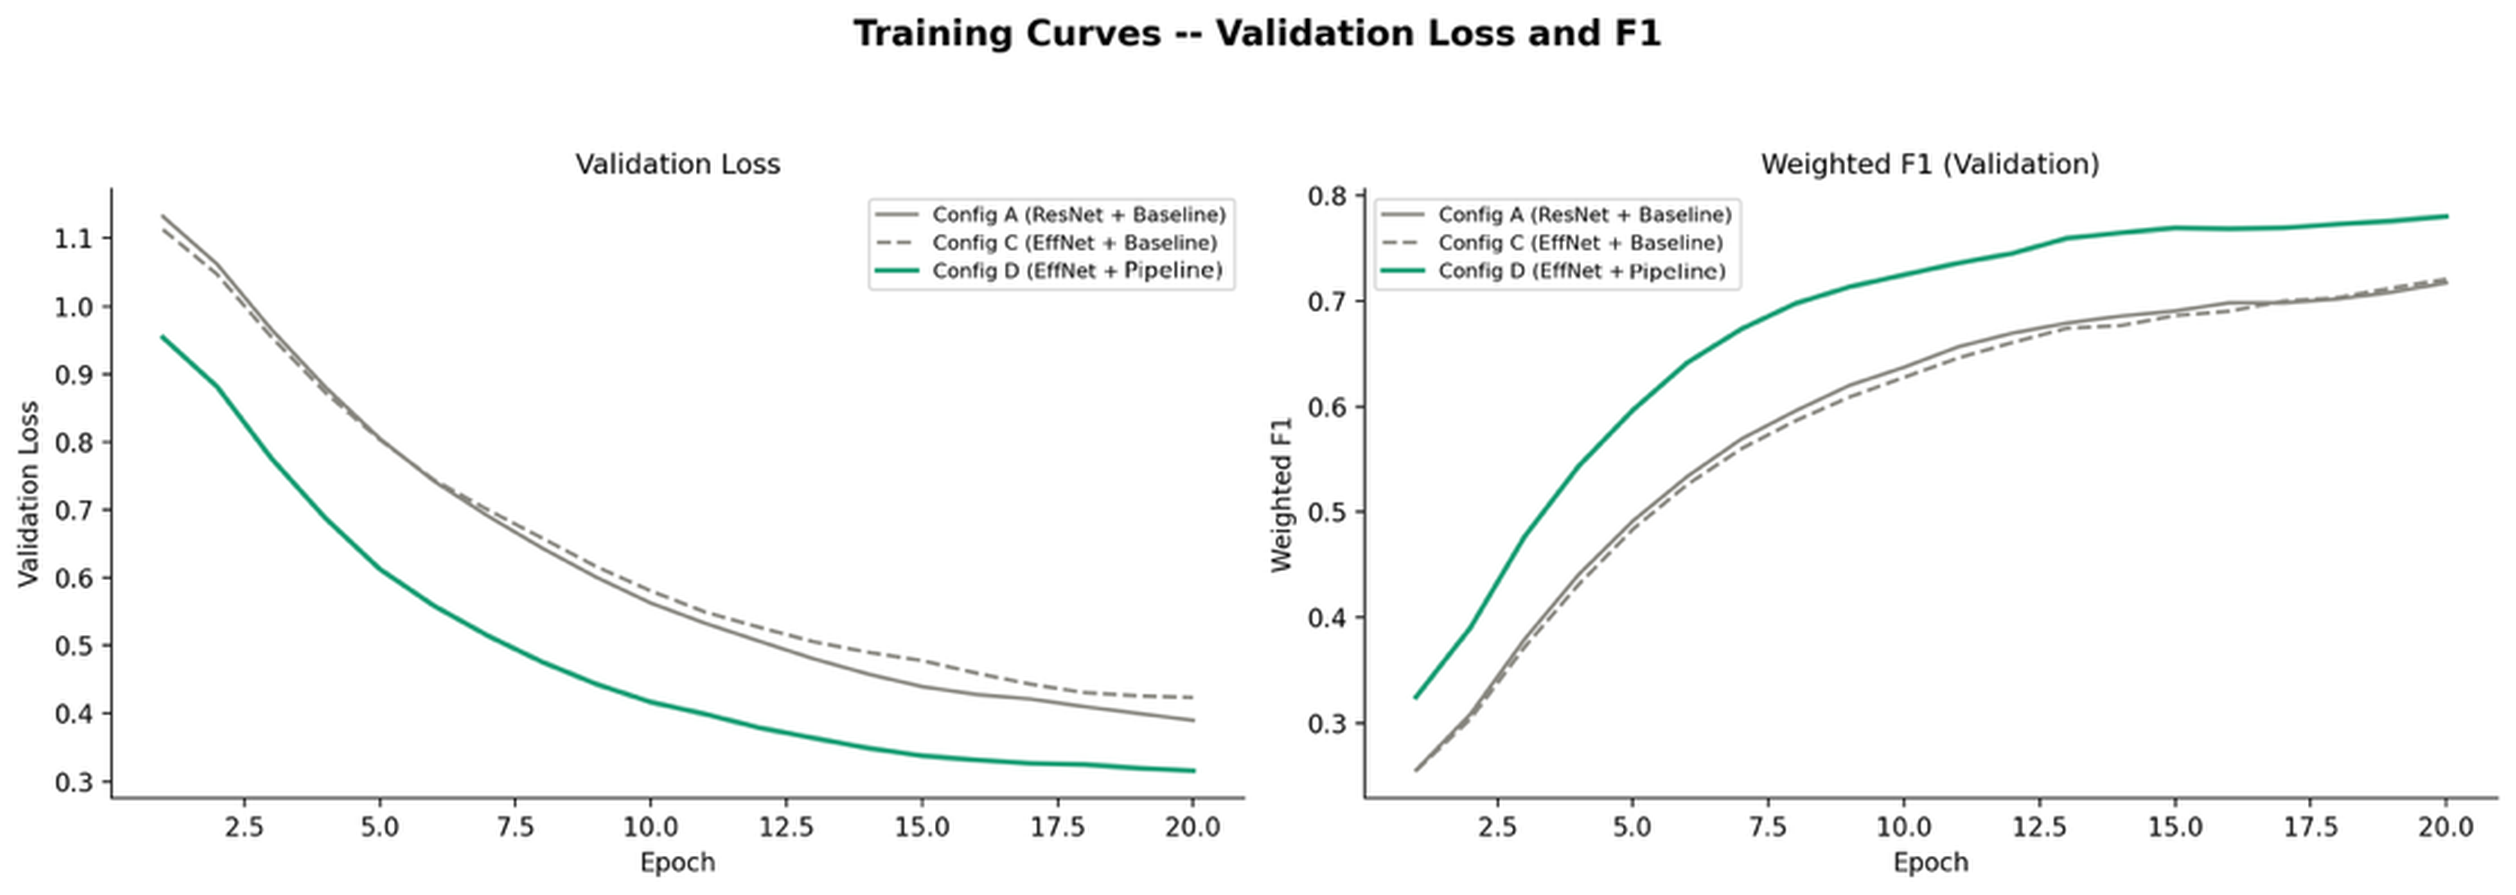 Training Curves -- Validation Loss and F1
Validation Loss
Config A (ResNet + Baseline)
Config C (EffNet + Baseline)
Config D (EffNet + Pipeline)
1.1
1.0
0.9
0.8
0.7
0.6
0.5
0.4
0.3
Validation Loss
2.5 5.0 7.5 10.0 12.5 15.0 17.5 20.0
Epoch
Weighted F1 (Validation)
Config A (ResNet + Baseline)
Config C (EffNet + Baseline)
Config D (EffNet + Pipeline)
0.8
0.7
0.6
0.5
0.4
0.3
Weighted F1
2.5 5.0 7.5 10.0 12.5 15.0 17.5 20.0
Epoch